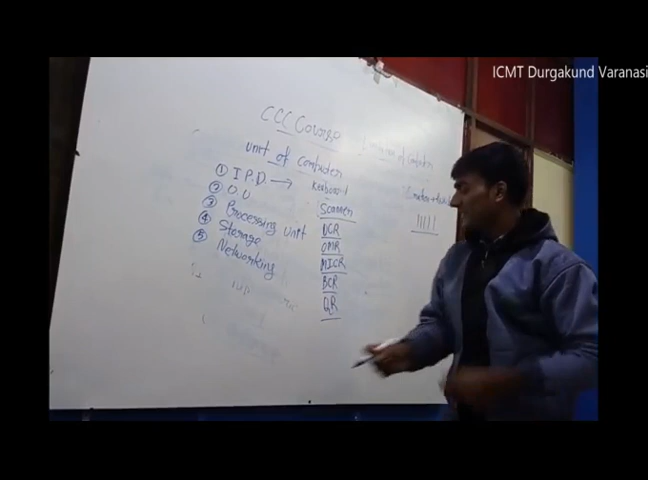 ICMT Durgakund Varanasi
CCC Course
unit of Computer
① I.P.D. → Keyboard
② O.U
③ Processing unit
④ Storage
⑤ Networking
Scanner
OCR
OMR
MICR
BCR
QR